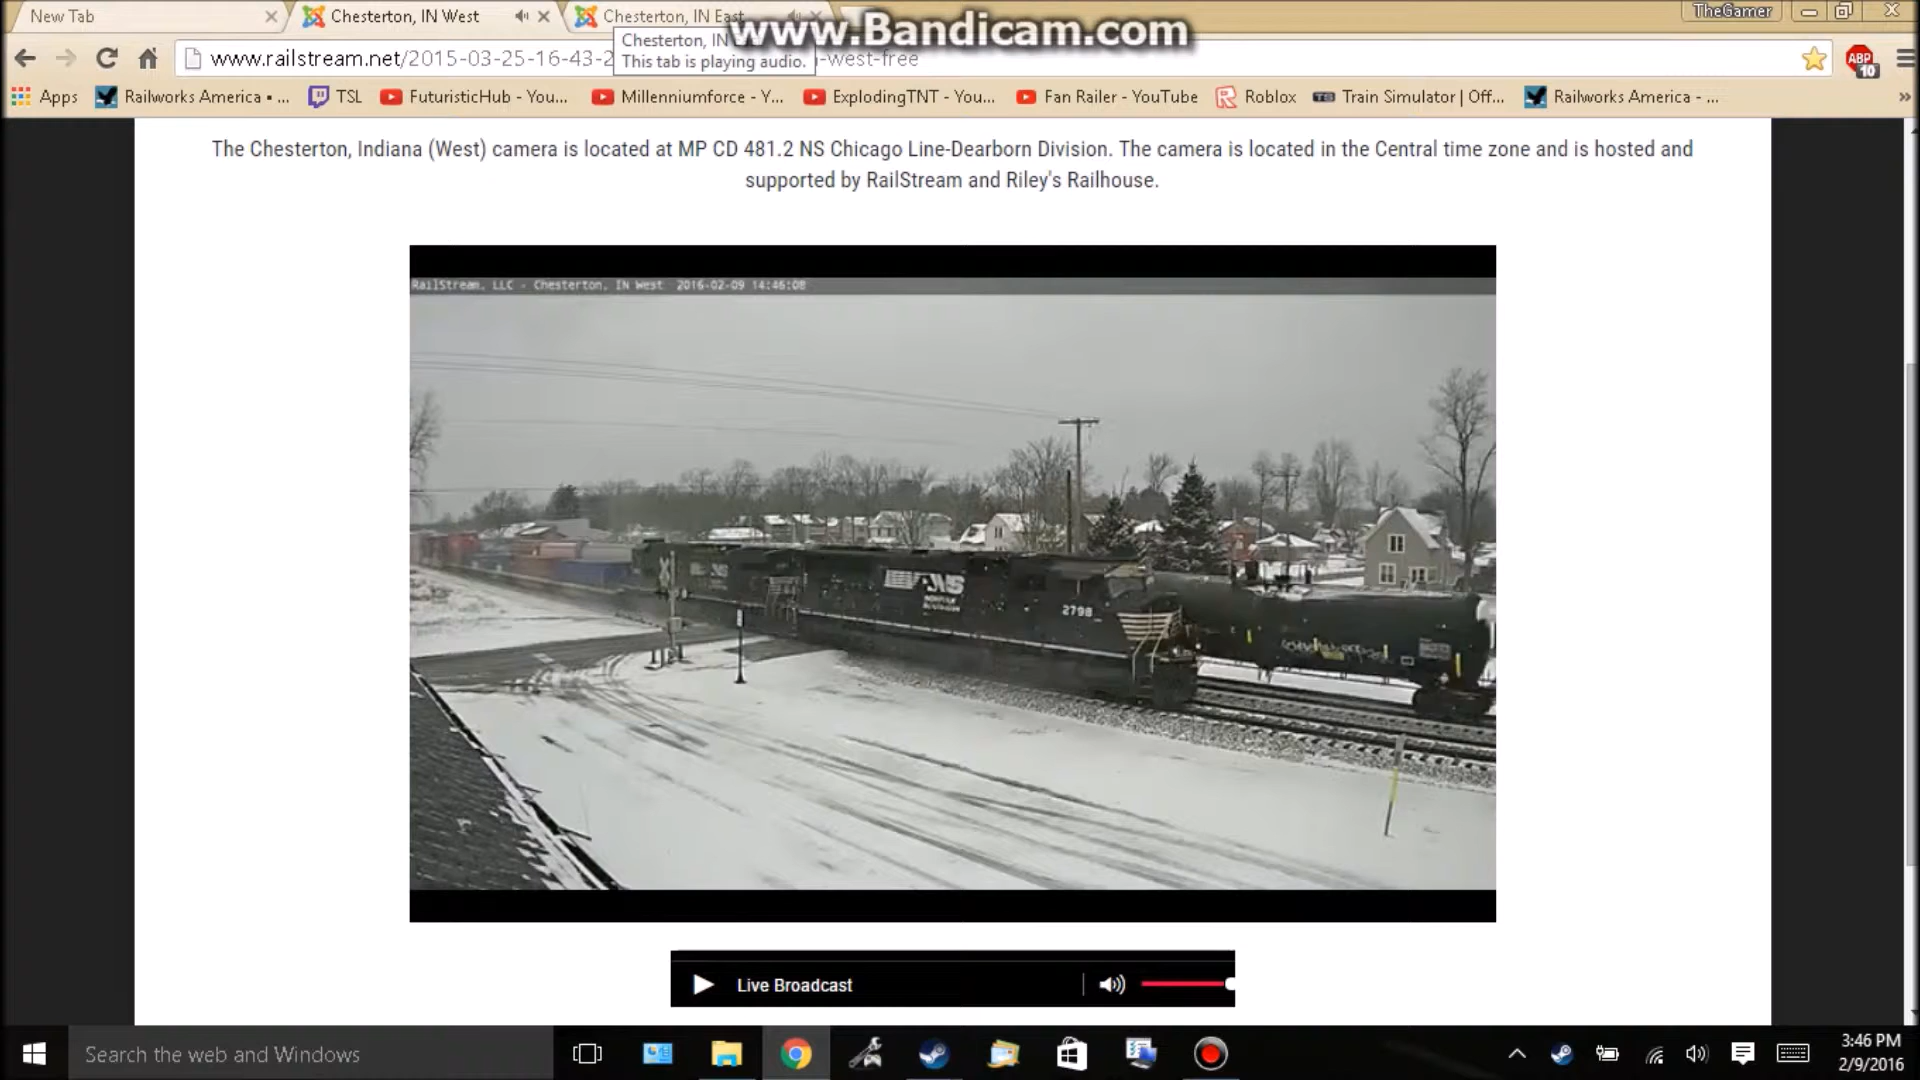 New Tab
Chesterton, IN West
Chesterton, IN East
www.Bandicam.com
TheGamer
Chesterton, IN
This tab is playing audio.
www.railstream.net/2015-03-25-16-43-2
-west-free
ABP
10
Apps
Railworks America • ...
TSL
FuturisticHub - You...
Millenniumforce - Y...
ExplodingTNT - You...
Fan Railer - YouTube
Roblox
TS
Train Simulator | Off...
Railworks America - ...
»
The Chesterton, Indiana (West) camera is located at MP CD 481.2 NS Chicago Line-Dearborn Division. The camera is located in the Central time zone and is hosted and
supported by RailStream and Riley's Railhouse.
RailStream, LLC - Chesterton, IN West 2016-02-09 14:46:08
NS
NORFOLK
SOUTHERN
2798
Live Broadcast
Search the web and Windows
3:46 PM
2/9/2016